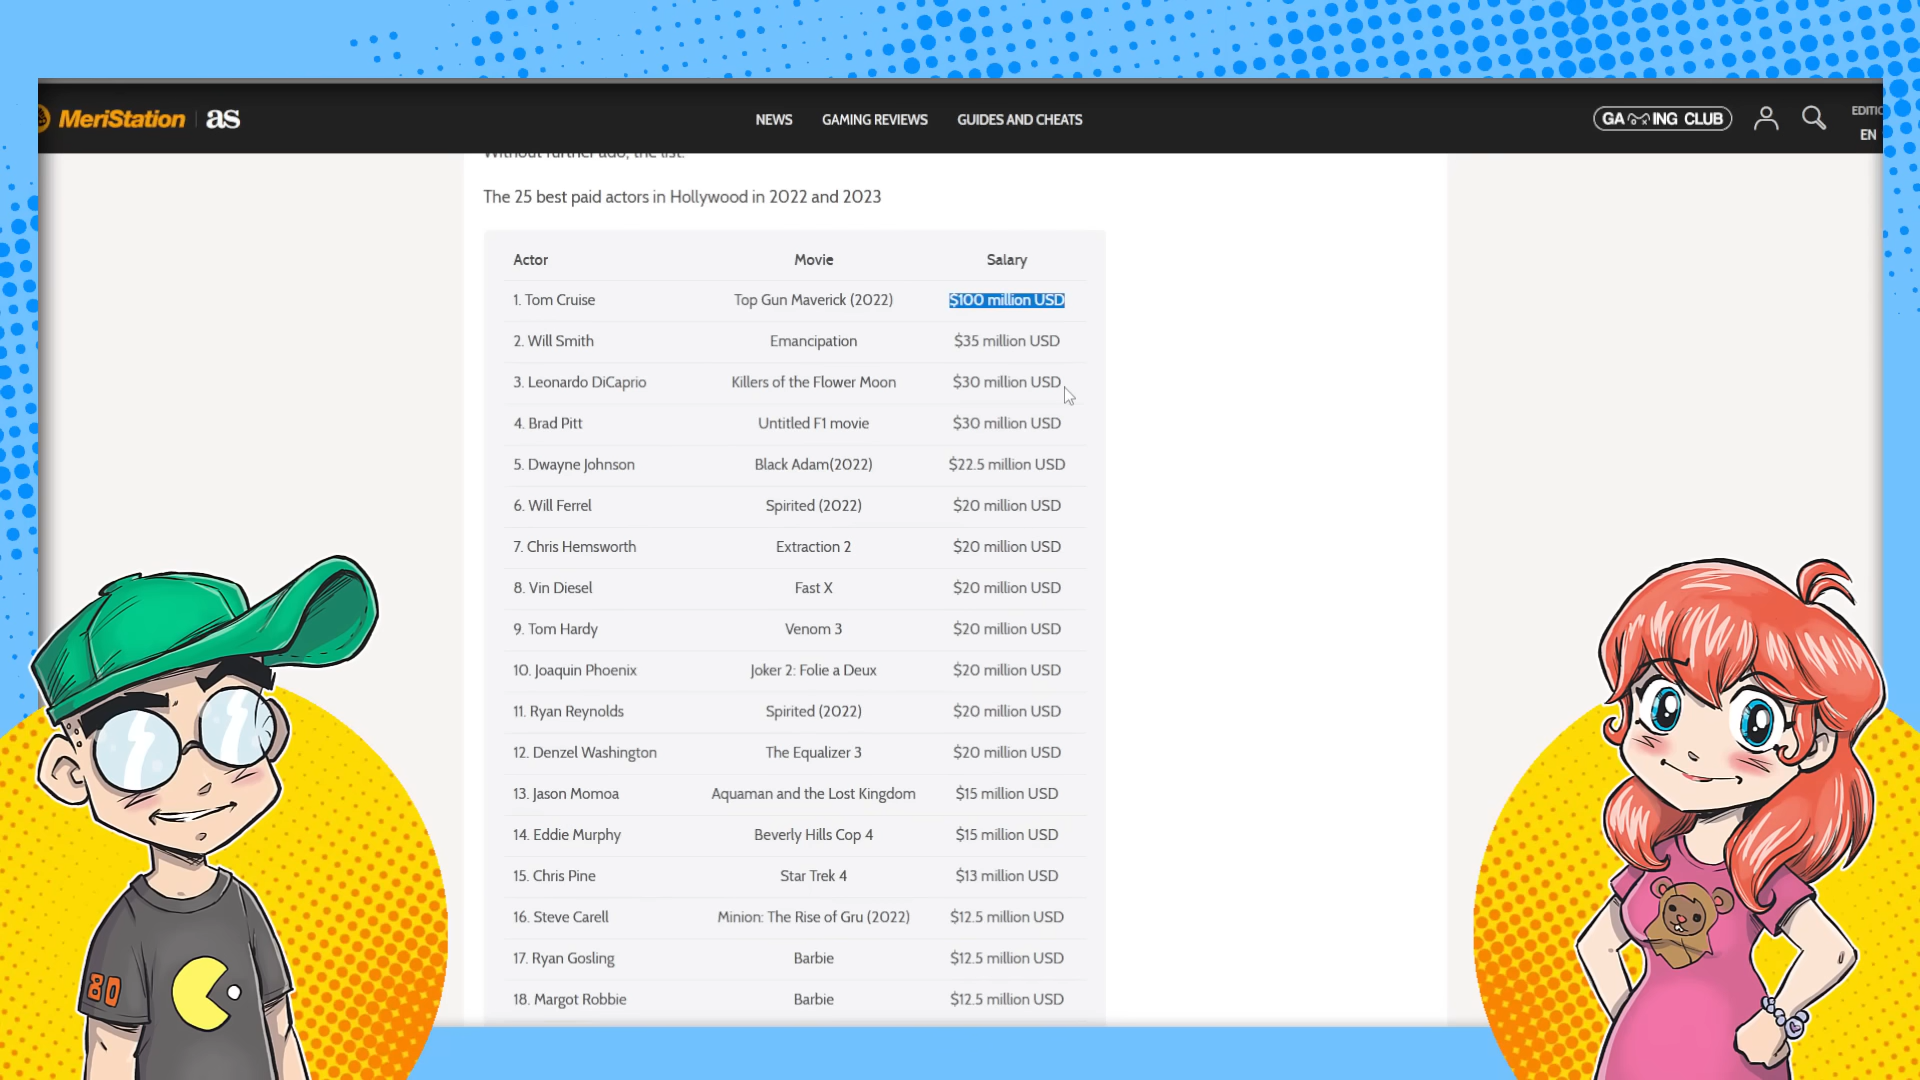 MeriStation as NEWS GAMING REVIEWS GUIDES AND CHEATS GAMING CLUB EN
Without further ado, the list.
The 25 best paid actors in Hollywood in 2022 and 2023
Actor Movie Salary
1. Tom Cruise Top Gun Maverick (2022) $100 million USD
2. Will Smith Emancipation $35 million USD
3. Leonardo DiCaprio Killers of the Flower Moon $30 million USD
4. Brad Pitt Untitled F1 movie $30 million USD
5. Dwayne Johnson Black Adam(2022) $22.5 million USD
6. Will Ferrel Spirited (2022) $20 million USD
7. Chris Hemsworth Extraction 2 $20 million USD
8. Vin Diesel Fast X $20 million USD
9. Tom Hardy Venom 3 $20 million USD
10. Joaquin Phoenix Joker 2: Folie a Deux $20 million USD
11. Ryan Reynolds Spirited (2022) $20 million USD
12. Denzel Washington The Equalizer 3 $20 million USD
13. Jason Momoa Aquaman and the Lost Kingdom $15 million USD
14. Eddie Murphy Beverly Hills Cop 4 $15 million USD
15. Chris Pine Star Trek 4 $13 million USD
16. Steve Carell Minion: The Rise of Gru (2022) $12.5 million USD
17. Ryan Gosling Barbie $12.5 million USD
18. Margot Robbie Barbie $12.5 million USD
80